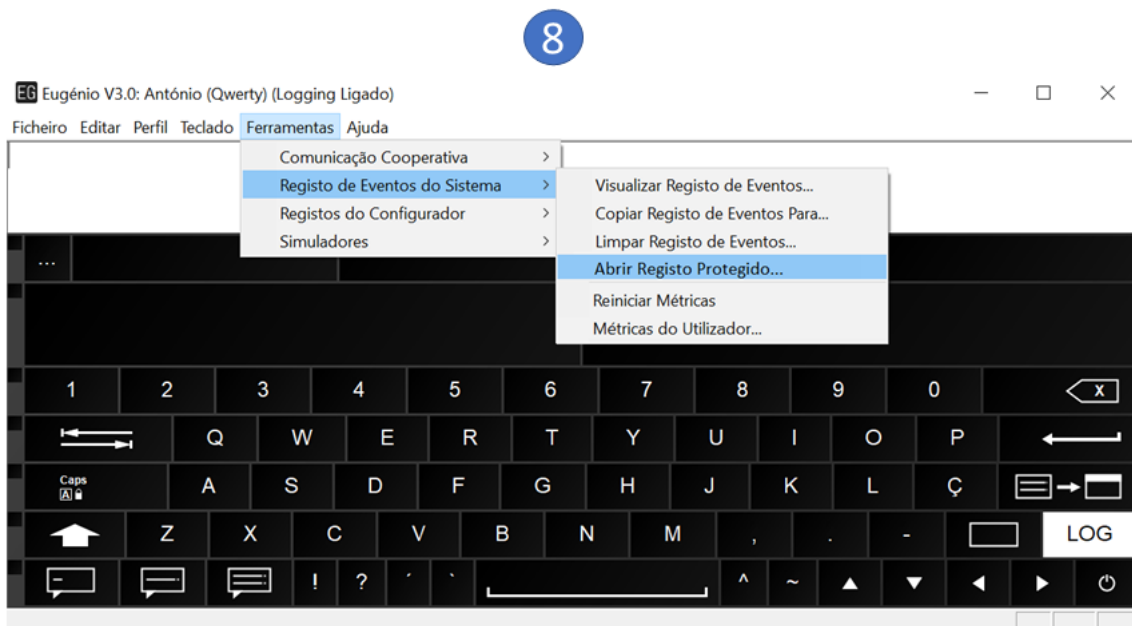 8
EG Eugénio V3.0: António (Qwerty) (Logging Ligado)
Ficheiro Editar Perfil Teclado Ferramentas Ajuda
Comunicação Cooperativa
Registo de Eventos do Sistema
Registos do Configurador
Simuladores
Visualizar Registo de Eventos...
Copiar Registo de Eventos Para...
Limpar Registo de Eventos...
Abrir Registo Protegido...
Reiniciar Métricas
Métricas do Utilizador...
...
1 2 3 4 5 6 7 8 9 0 x
Q W E R T Y U I O P
Caps
A
A S D F G H J K L Ç
Z X C V B N M , . - LOG
! ? ´ ` ^ ~